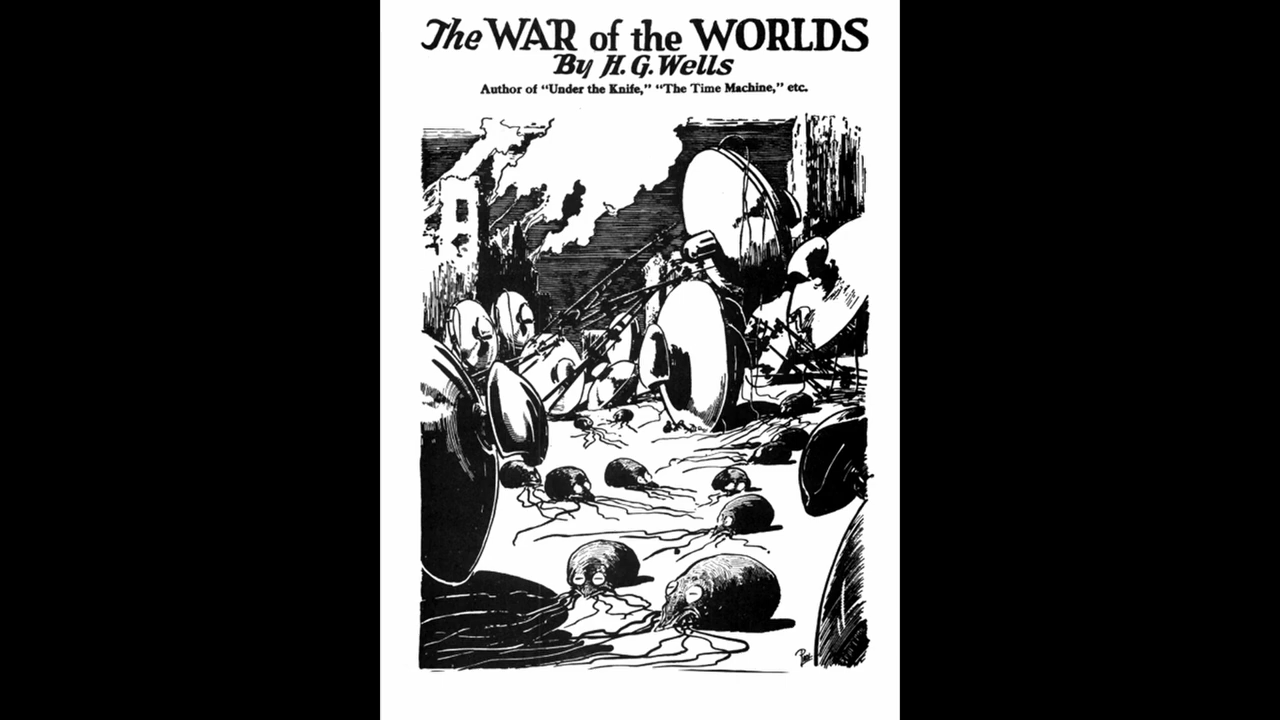 The WAR of the WORLDS
By H. G. Wells
Author of "Under the Knife," "The Time Machine," etc.